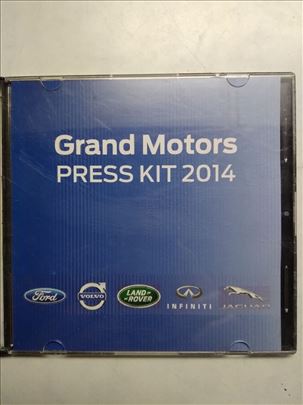 Grand Motors
PRESS KIT 2014
Ford
VOLVO
LAND-
ROVER
INFINITI
JAGUAR